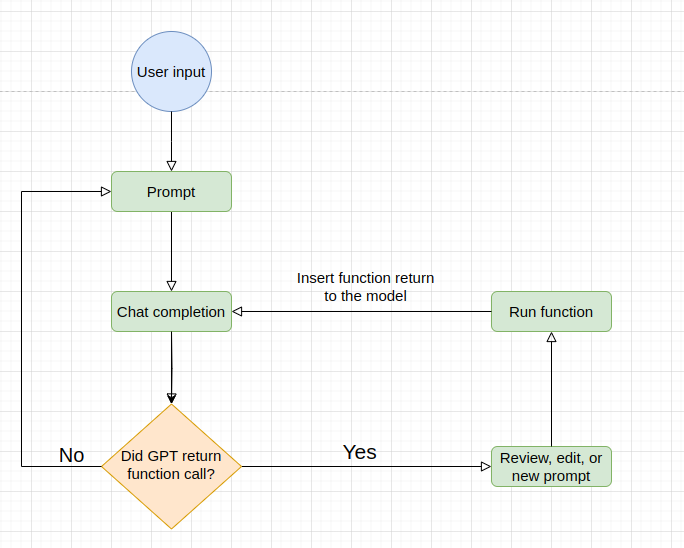 User input
Prompt
Insert function return
to the model
Chat completion
Run function
No
Did GPT return
function call?
Yes
Review, edit, or
new prompt